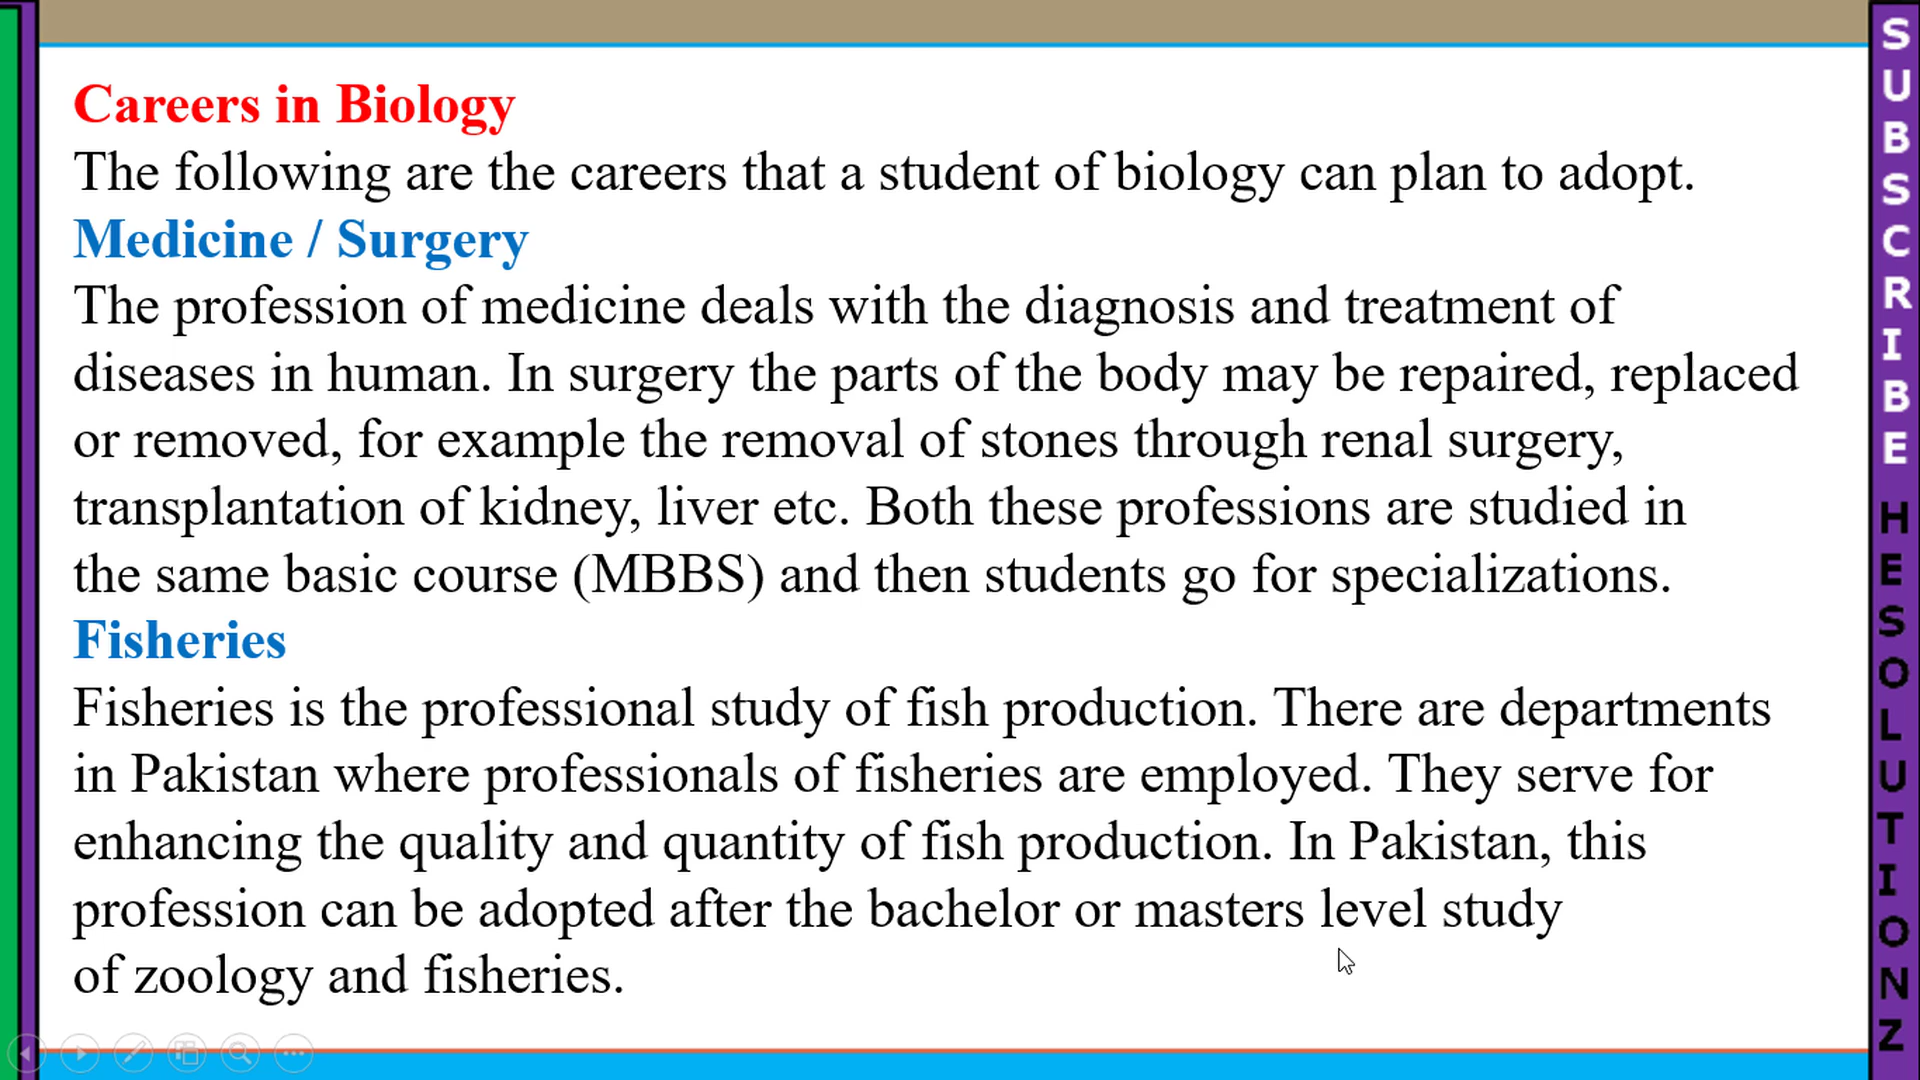 Careers in Biology
The following are the careers that a student of biology can plan to adopt.
Medicine / Surgery
The profession of medicine deals with the diagnosis and treatment of
diseases in human. In surgery the parts of the body may be repaired, replaced
or removed, for example the removal of stones through renal surgery,
transplantation of kidney, liver etc. Both these professions are studied in
the same basic course (MBBS) and then students go for specializations.
Fisheries
Fisheries is the professional study of fish production. There are departments
in Pakistan where professionals of fisheries are employed. They serve for
enhancing the quality and quantity of fish production. In Pakistan, this
profession can be adopted after the bachelor or masters level study
of zoology and fisheries.
SUBSCRIBE HESOLUTIONZ